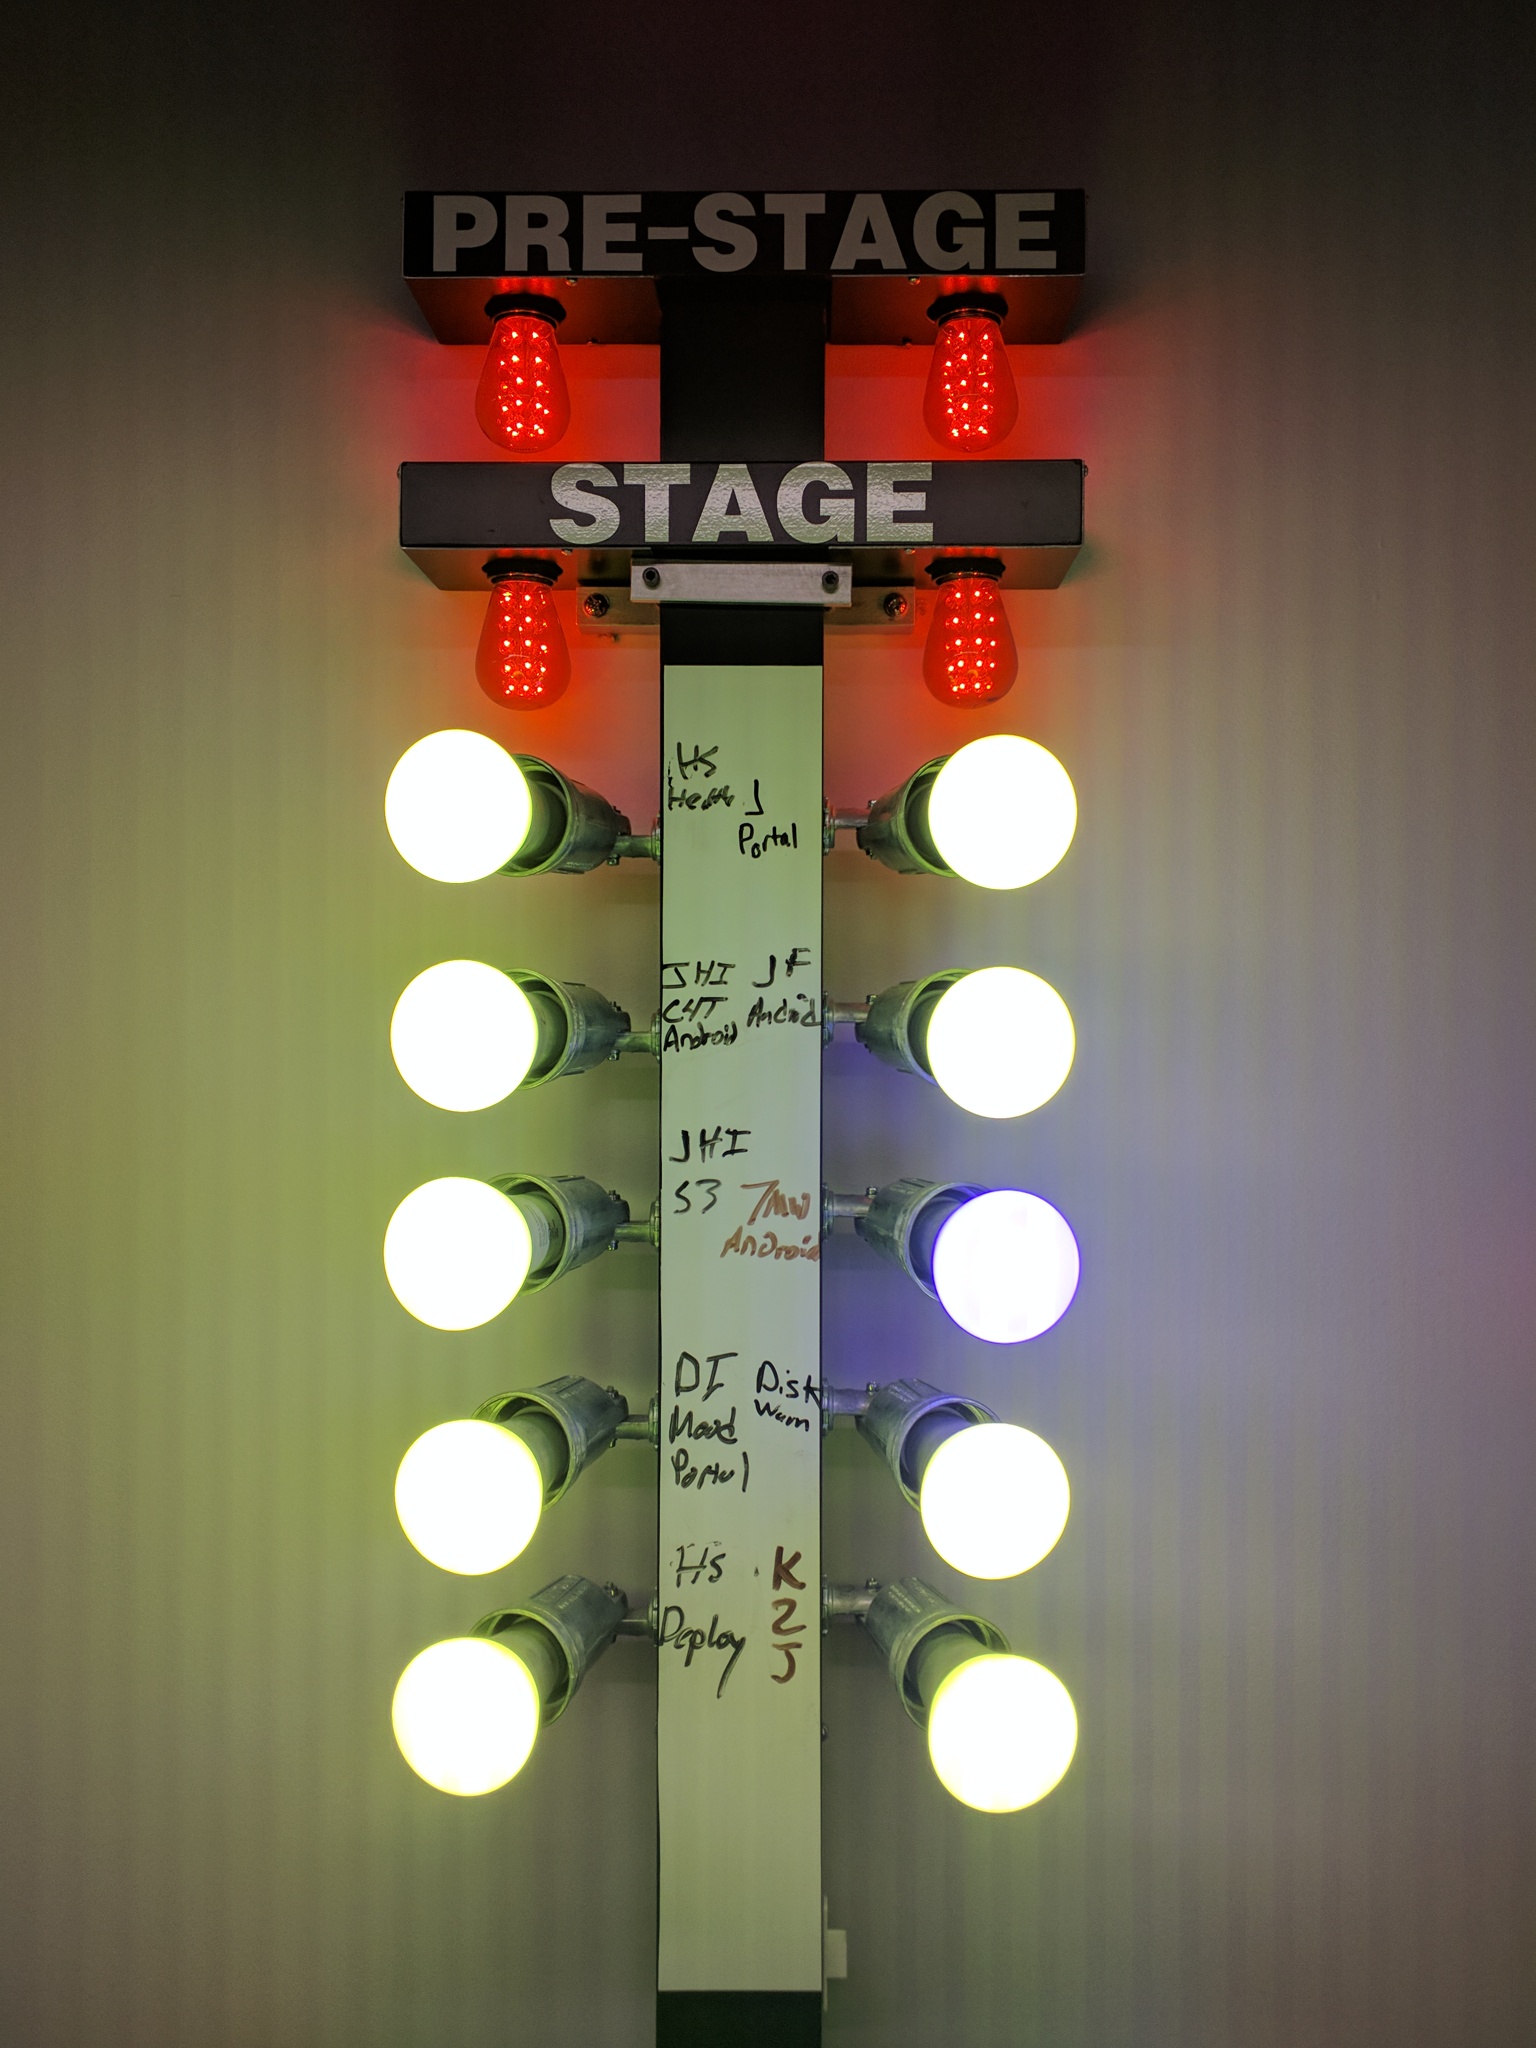 PRE-STAGE
STAGE
HS
Health J
Portal
JHI JF
C4T Android
Android
JHI
S3 7MW
Android
DI Disk
Mood Warn
Portal
HS K
Deploy 2
J